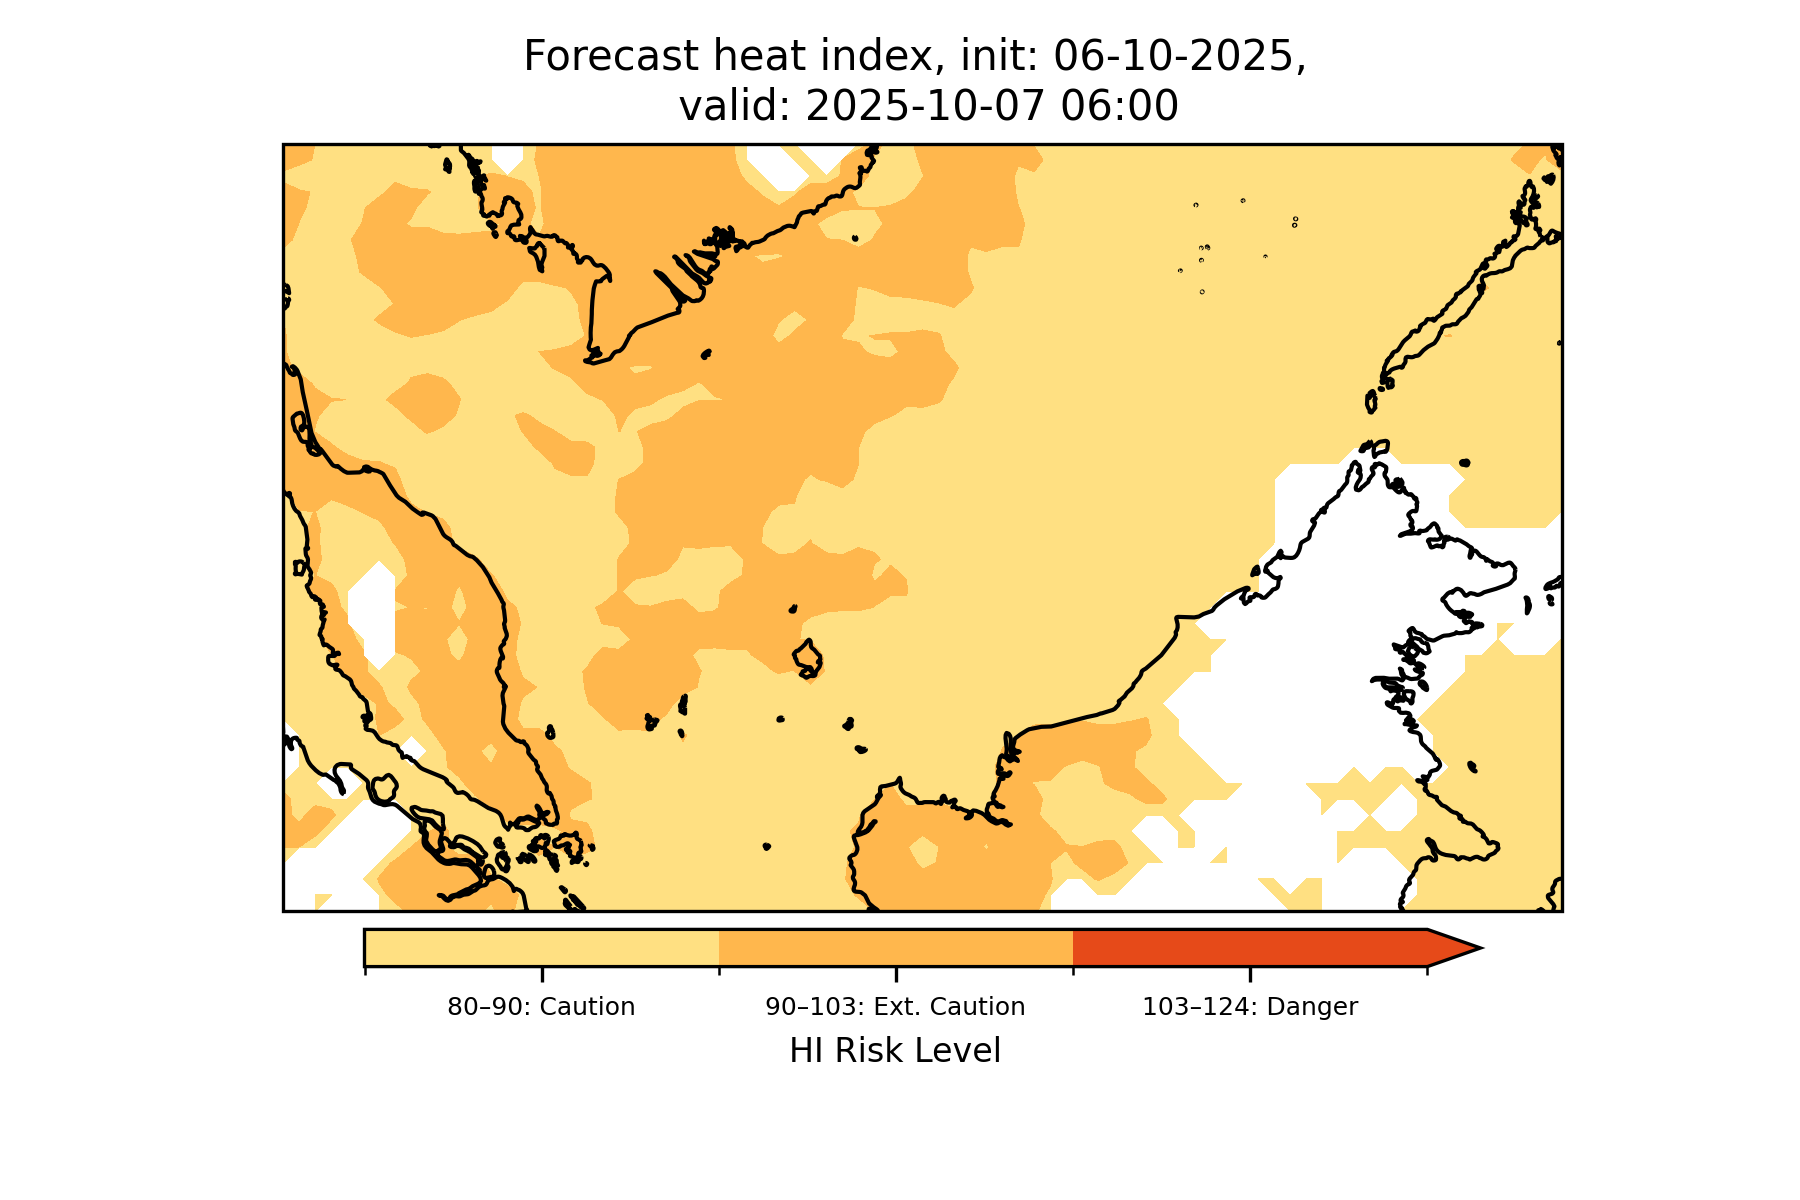 Forecast heat index, init: 06-10-2025,
valid: 2025-10-07 06:00
80–90: Caution
90–103: Ext. Caution
103–124: Danger
HI Risk Level